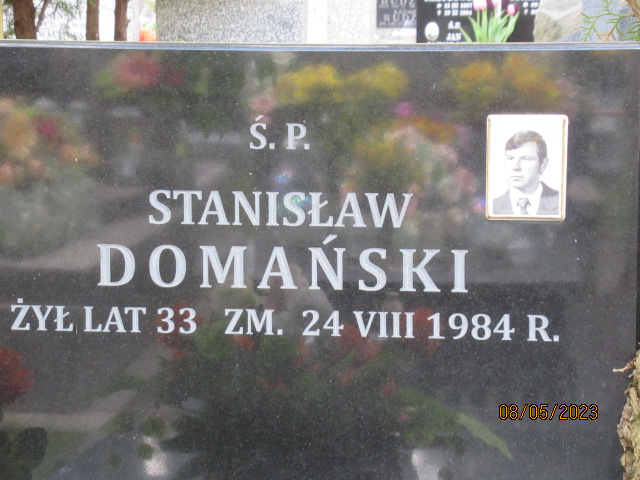 Ś. P.
STANISŁAW
DOMAŃSKI
ŻYŁ LAT 33 ZM. 24 VIII 1984 R.
08/05/2023